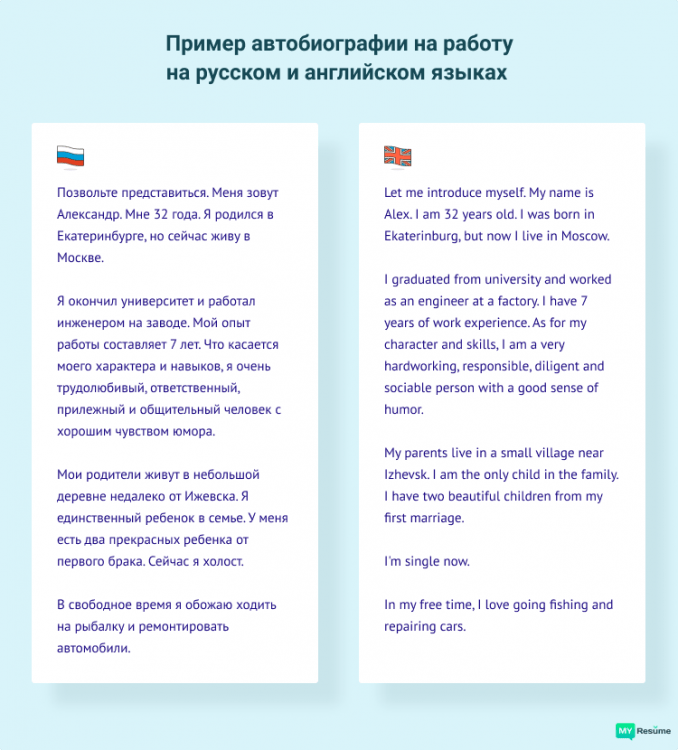 Пример автобиографии на работу
на русском и английском языках
Позвольте представиться. Меня зовут
Александр. Мне 32 года. Я родился в
Екатеринбурге, но сейчас живу в
Москве.
Я окончил университет и работал
инженером на заводе. Мой опыт
работы составляет 7 лет. Что касается
моего характера и навыков, я очень
трудолюбивый, ответственный,
прилежный и общительный человек с
хорошим чувством юмора.
Мои родители живут в небольшой
деревне недалеко от Ижевска. Я
единственный ребенок в семье. У меня
есть два прекрасных ребенка от
первого брака. Сейчас я холост.
В свободное время я обожаю ходить
на рыбалку и ремонтировать
автомобили.
Let me introduce myself. My name is
Alex. I am 32 years old. I was born in
Ekaterinburg, but now I live in Moscow.
I graduated from university and worked
as an engineer at a factory. I have 7
years of work experience. As for my
character and skills, I am a very
hardworking, responsible, diligent and
sociable person with a good sense of
humor.
My parents live in a small village near
Izhevsk. I am the only child in the family.
I have two beautiful children from my
first marriage.
I'm single now.
In my free time, I love going fishing and
repairing cars.
MY Resume